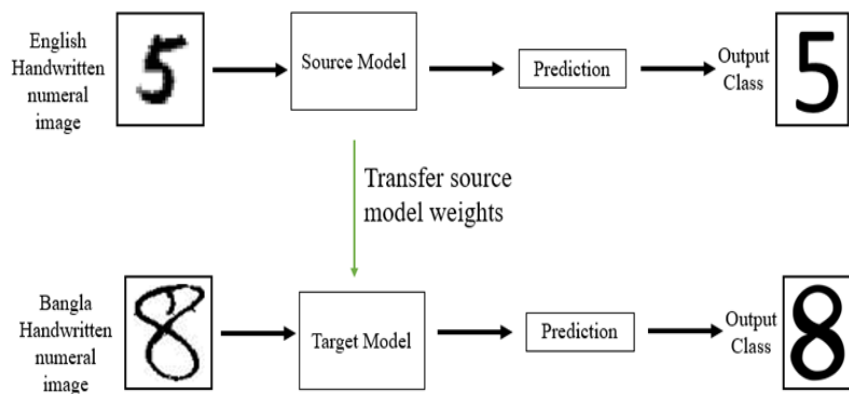 English
Handwritten
numeral
image
5
Source Model
Prediction
Output
Class
5
Transfer source
model weights
Bangla
Handwritten
numeral
image
৪
Target Model
Prediction
Output
Class
8